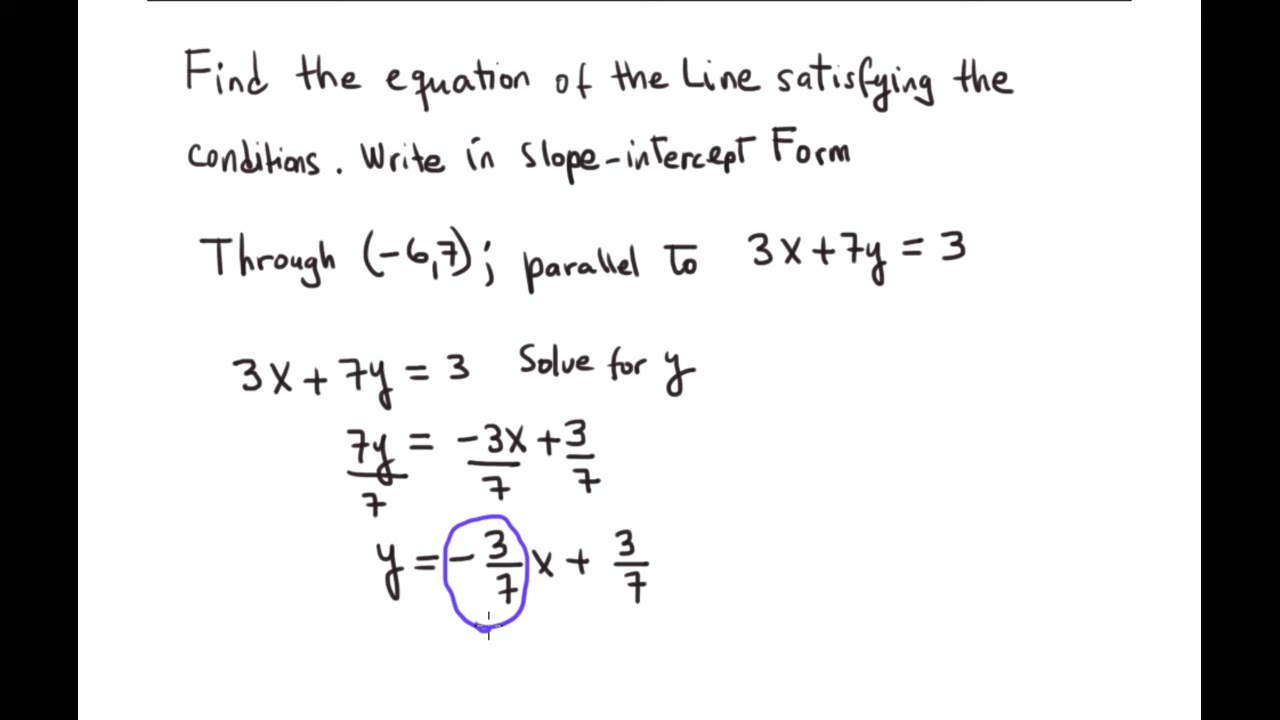 Find the equation of the Line satisfying the
conditions. Write in slope-intercept Form
Through (-6,7); parallel to 3x+7y = 3
3x + 7y = 3 Solve for y
7y/7 = -3x/7 + 3/7
y = -3/7 x + 3/7